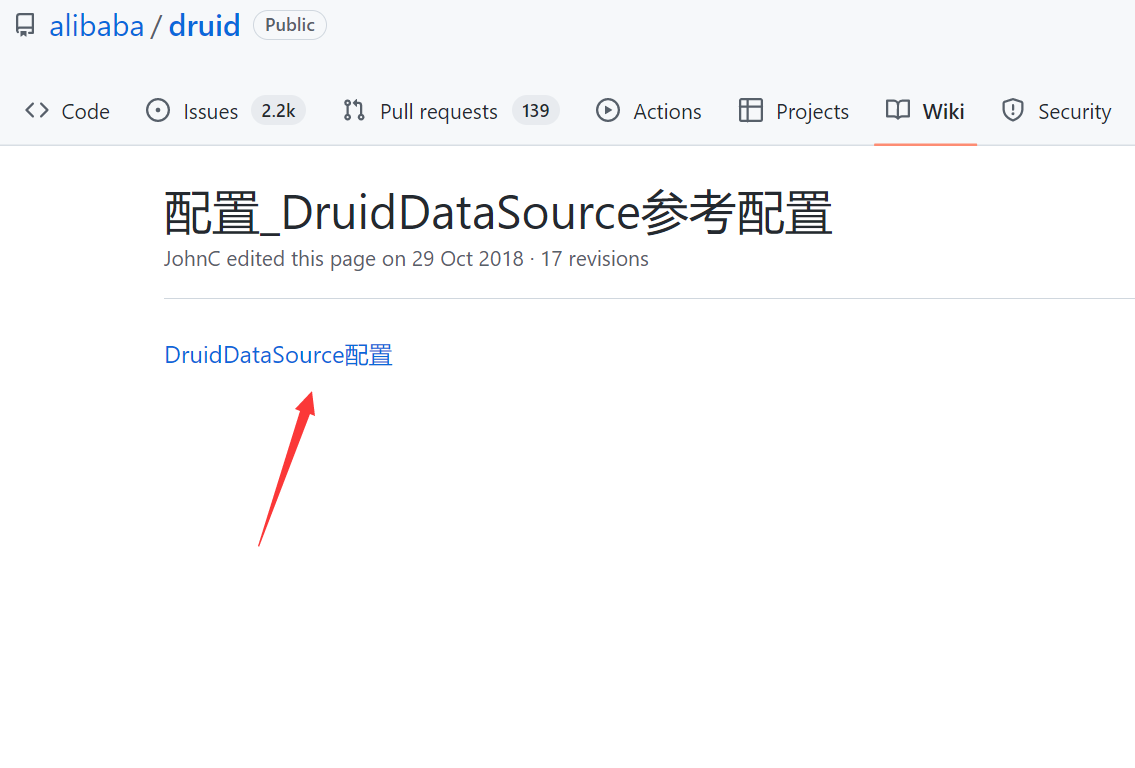 alibaba / druid Public
Code Issues 2.2k Pull requests 139 Actions Projects Wiki Security
配置_DruidDataSource参考配置
JohnC edited this page on 29 Oct 2018 · 17 revisions
DruidDataSource配置